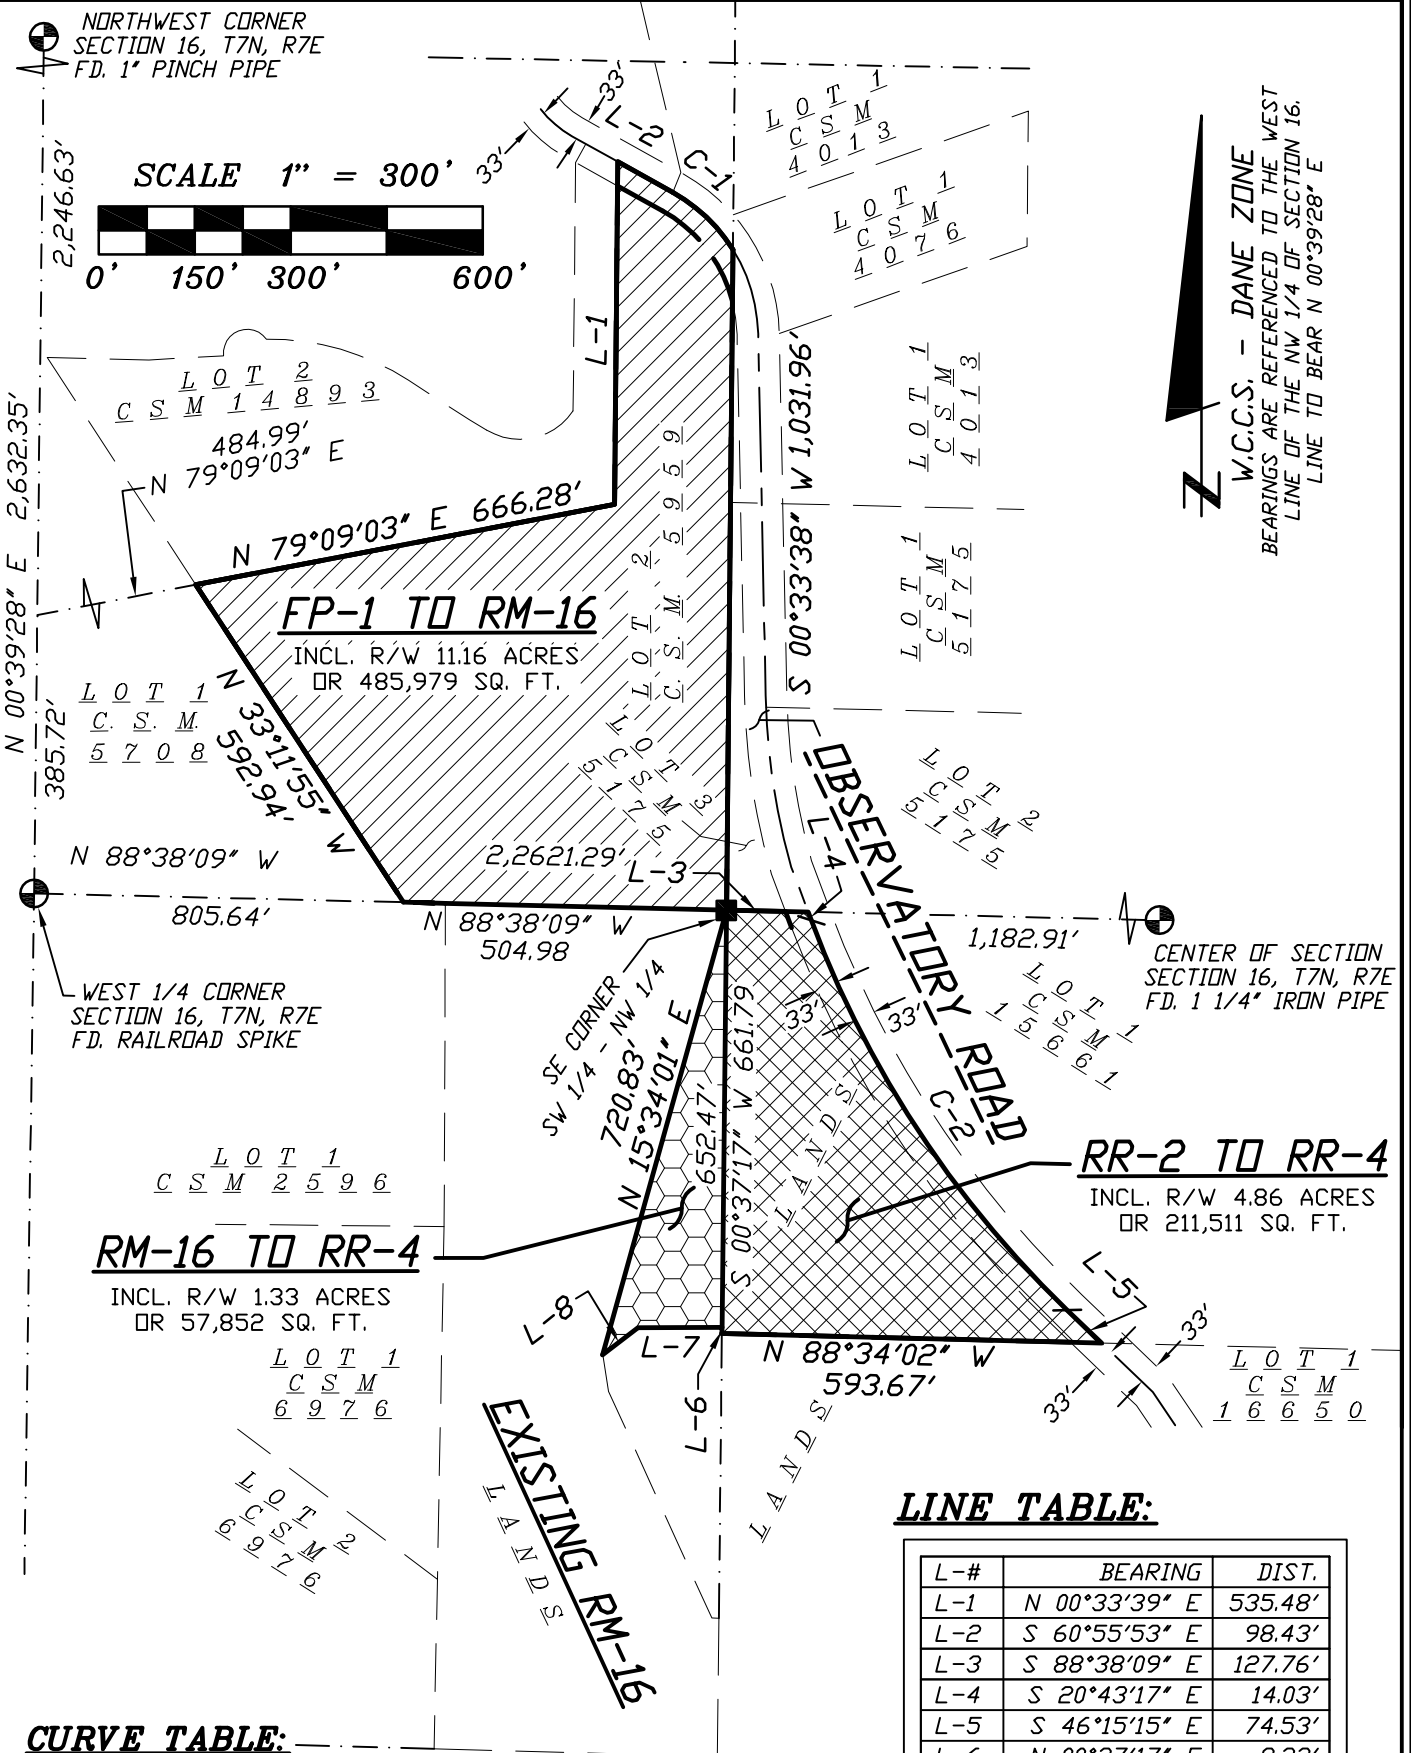 NORTHWEST CORNER
SECTION 16, T7N, R7E
FD. 1" PINCH PIPE
2,246.63'
SCALE 1" = 300'
0' 150' 300' 600'
33'
33'
L-2
C-1
LOT 1
CSM
4013
LOT 1
CSM
4076
W.C.C.S. - DANE ZONE
BEARINGS ARE REFERENCED TO THE WEST
LINE OF THE NW 1/4 OF SECTION 16.
LINE TO BEAR N 00°39'28" E
N
L-1
LOT 2
CSM 14893
484.99'
N 79°09'03" E
N 00°39'28" E 2,632.35'
N 79°09'03" E 666.28'
LOT 2
C.S.M. 5959
S 00°33'38" W 1,031.96'
LOT 1
CSM
4013
LOT 1
CSM
5175
FP-1 TO RM-16
INCL. R/W 11.16 ACRES
OR 485,979 SQ. FT.
LOT 1
C.S.M.
5708
385.72'
N 33°11'55" W
592.94'
LOT 3
CSM
5175
LOT 2
CSM
5175
OBSERVATORY ROAD
N 88°38'09" W
805.64'
2,2621.29'
L-3
L-4
N 88°38'09" W
504.98
1,182.91'
CENTER OF SECTION
SECTION 16, T7N, R7E
FD. 1 1/4" IRON PIPE
WEST 1/4 CORNER
SECTION 16, T7N, R7E
FD. RAILROAD SPIKE
SE CORNER
SW 1/4 - NW 1/4
720.83'
N 15°34'01" E
652.47'
S 00°37'17" W 661.79
33'
33'
LOT 1
CSM
15661
C-2
LANDS
LOT 1
CSM 2596
RM-16 TO RR-4
INCL. R/W 1.33 ACRES
OR 57,852 SQ. FT.
RR-2 TO RR-4
INCL. R/W 4.86 ACRES
OR 211,511 SQ. FT.
L-5
L-8
L-7
L-6
N 88°34'02" W
593.67'
33'
33'
LOT 1
CSM
16650
LOT 1
CSM
6976
LOT 2
CSM
6976
EXISTING RM-16
LANDS
LANDS
LINE TABLE:
L-# BEARING DIST.
L-1 N 00°33'39" E 535.48'
L-2 S 60°55'53" E 98.43'
L-3 S 88°38'09" E 127.76'
L-4 S 20°43'17" E 14.03'
L-5 S 46°15'15" E 74.53'
CURVE TABLE: